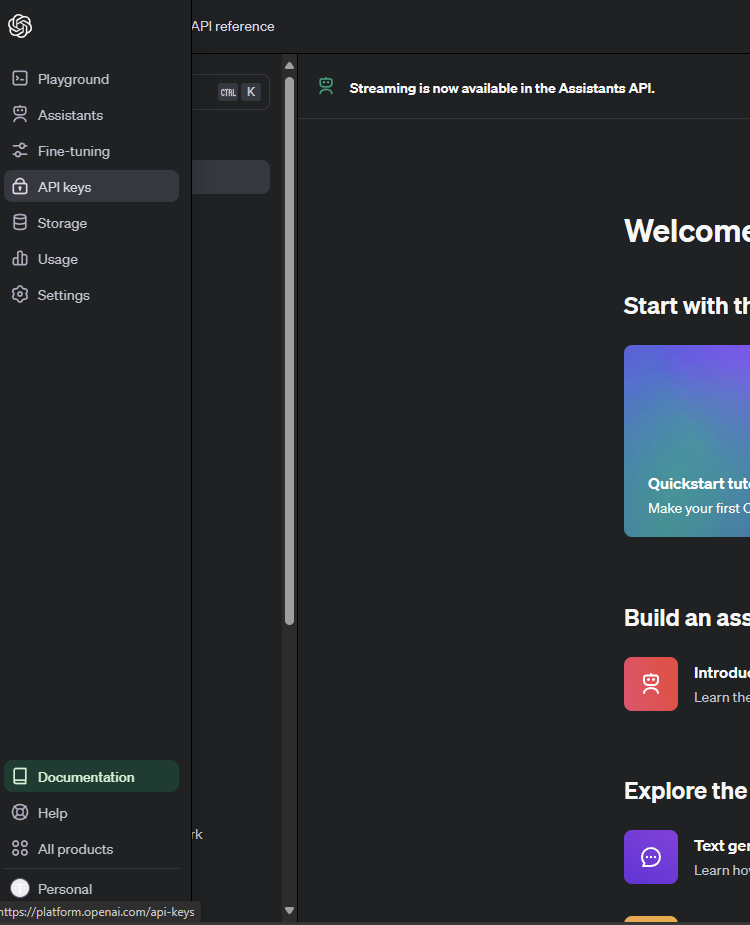 API reference
Playground
Assistants
Fine-tuning
API keys
Storage
Usage
Settings
CTRL K
Streaming is now available in the Assistants API.
Welcome
Start with th
Quickstart tuto
Make your first O
Build an ass
Introduc
Learn the
Explore the
Text gen
Learn how
Documentation
Help
All products
rk
Personal
https://platform.openai.com/api-keys